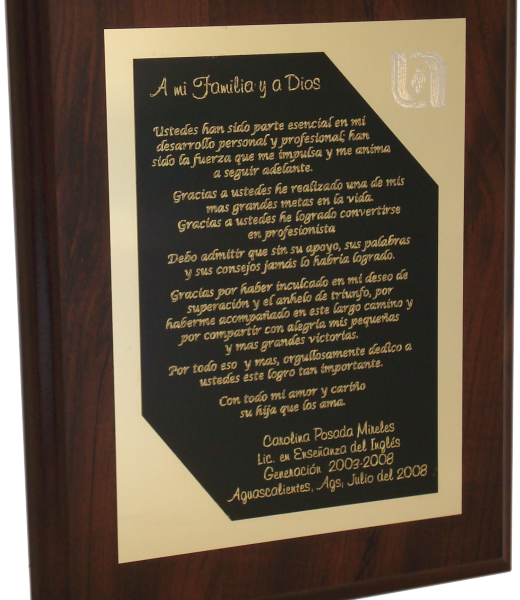 A mi Familia y a Dios
Ustedes han sido parte esencial en mi
desarrollo personal y profesional; han
sido la fuerza que me impulsa y me anima
a seguir adelante.
Gracias a ustedes he realizado una de mis
mas grandes metas en la vida.
Gracias a ustedes he logrado convertirse
en profesionista
Debo admitir que sin su apoyo, sus palabras
y sus consejos jamás lo habría logrado.
Gracias por haber inculcado en mi deseo de
superación y el anhelo de triunfo, por
haberme acompañado en este largo camino y
por compartir con alegría mis pequeñas
y mas grandes victorias.
Por todo eso y mas, orgullosamente dedico a
ustedes este logro tan importante.
Con todo mi amor y cariño
su hija que los ama.
Carolina Posada Mireles
Lic. en Enseñanza del Inglés
Generación 2003-2008
Aguascalientes, Ags; Julio del 2008